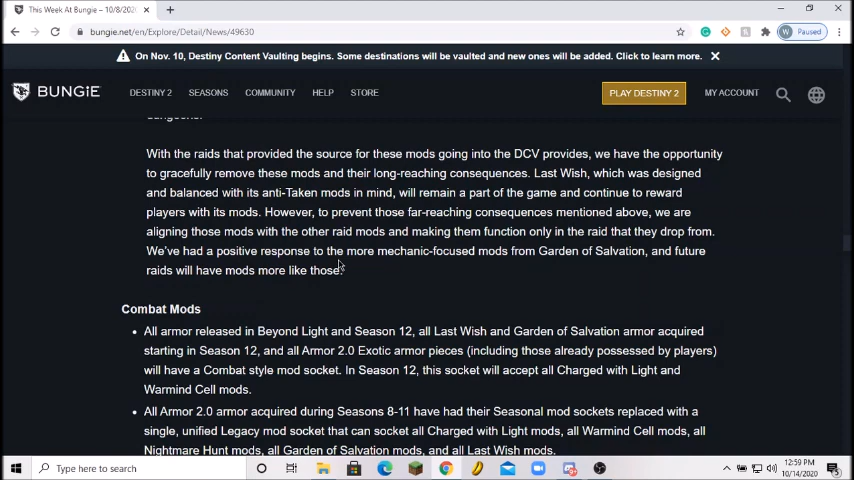 This Week At Bungie – 10/8/202
bungie.net/en/Explore/Detail/News/49630
Paused
On Nov. 10, Destiny Content Vaulting begins. Some destinations will be vaulted and new ones will be added. Click to learn more.
BUNGiE DESTINY 2 SEASONS COMMUNITY HELP STORE PLAY DESTINY 2 MY ACCOUNT
With the raids that provided the source for these mods going into the DCV provides, we have the opportunity
to gracefully remove these mods and their long-reaching consequences. Last Wish, which was designed
and balanced with its anti-Taken mods in mind, will remain a part of the game and continue to reward
players with its mods. However, to prevent those far-reaching consequences mentioned above, we are
aligning those mods with the other raid mods and making them function only in the raid that they drop from.
We've had a positive response to the more mechanic-focused mods from Garden of Salvation, and future
raids will have mods more like those.
Combat Mods
• All armor released in Beyond Light and Season 12, all Last Wish and Garden of Salvation armor acquired
starting in Season 12, and all Armor 2.0 Exotic armor pieces (including those already possessed by players)
will have a Combat style mod socket. In Season 12, this socket will accept all Charged with Light and
Warmind Cell mods.
• All Armor 2.0 armor acquired during Seasons 8-11 have had their Seasonal mod sockets replaced with a
single, unified Legacy mod socket that can socket all Charged with Light mods, all Warmind Cell mods, all
Nightmare Hunt mods, all Garden of Salvation mods, and all Last Wish mods.
Type here to search
12:59 PM
10/14/2020